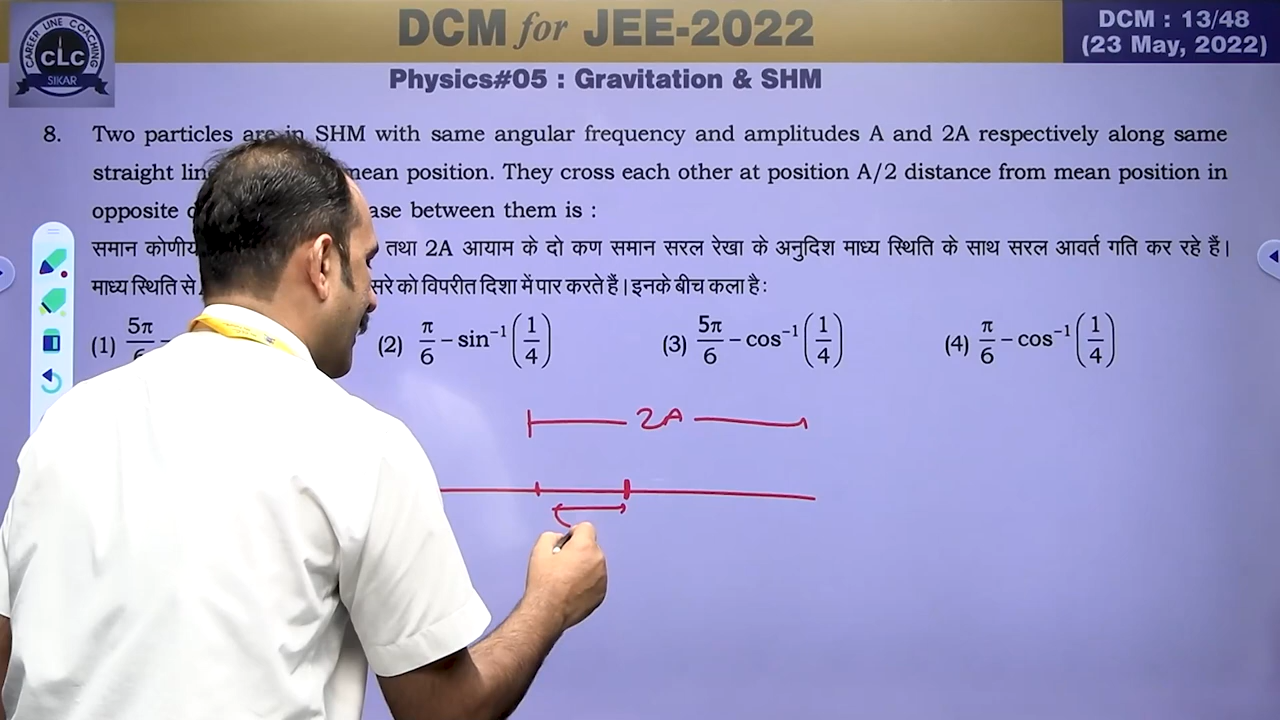 DCM for JEE-2022
DCM : 13/48
(23 May, 2022)
CAREER LINE COACHING
CLC
SIKAR
Physics#05 : Gravitation & SHM
8. Two particles are in SHM with same angular frequency and amplitudes A and 2A respectively along same
straight mean position. They cross each other at position A/2 distance from mean position in
opposite between them is :
समान तथा 2A आयाम के दो कण समान सरल रेखा के अनुदिश माध्य स्थिति के साथ सरल आवर्त गति कर रहे हैं।
माध्य स्थिति से को विपरीत दिशा में पार करते हैं। इनके बीच कला है :
(1) 5π/6 − (2) π/6 − sin⁻¹(1/4) (3) 5π/6 − cos⁻¹(1/4) (4) π/6 − cos⁻¹(1/4)
2A